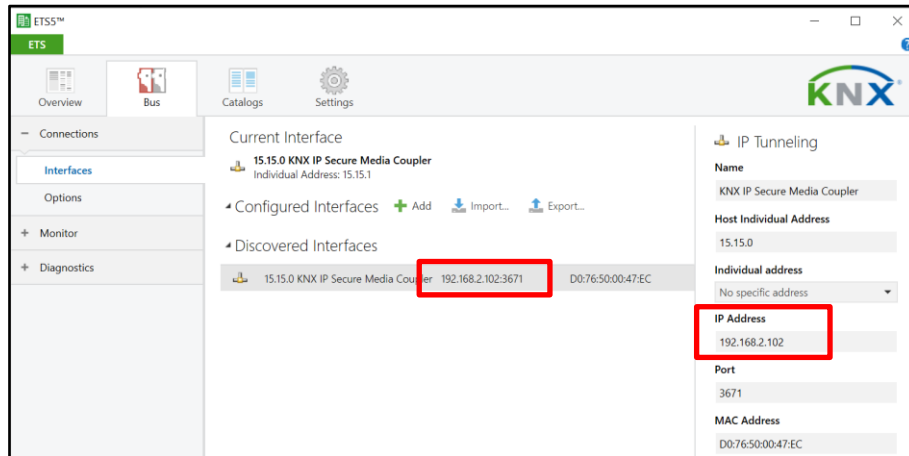 ETS5™
ETS
?
Overview
Bus
Catalogs
Settings
KNX®
Connections
Interfaces
Options
Monitor
Diagnostics
Current Interface
15.15.0 KNX IP Secure Media Coupler
Individual Address: 15.15.1
Configured Interfaces Add Import... Export...
Discovered Interfaces
15.15.0 KNX IP Secure Media Coupler 192.168.2.102:3671 D0:76:50:00:47:EC
IP Tunneling
Name
KNX IP Secure Media Coupler
Host Individual Address
15.15.0
Individual address
No specific address
IP Address
192.168.2.102
Port
3671
MAC Address
D0:76:50:00:47:EC